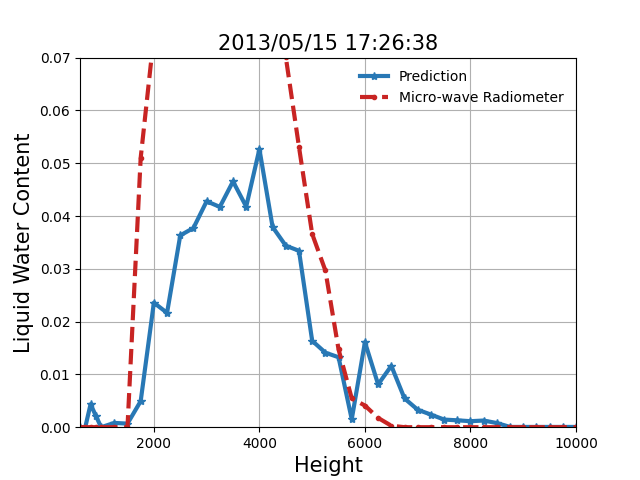 2013/05/15 17:26:38
Prediction
Micro-wave Radiometer
Liquid Water Content
0.07
0.06
0.05
0.04
0.03
0.02
0.01
0.00
2000 4000 6000 8000 10000
Height